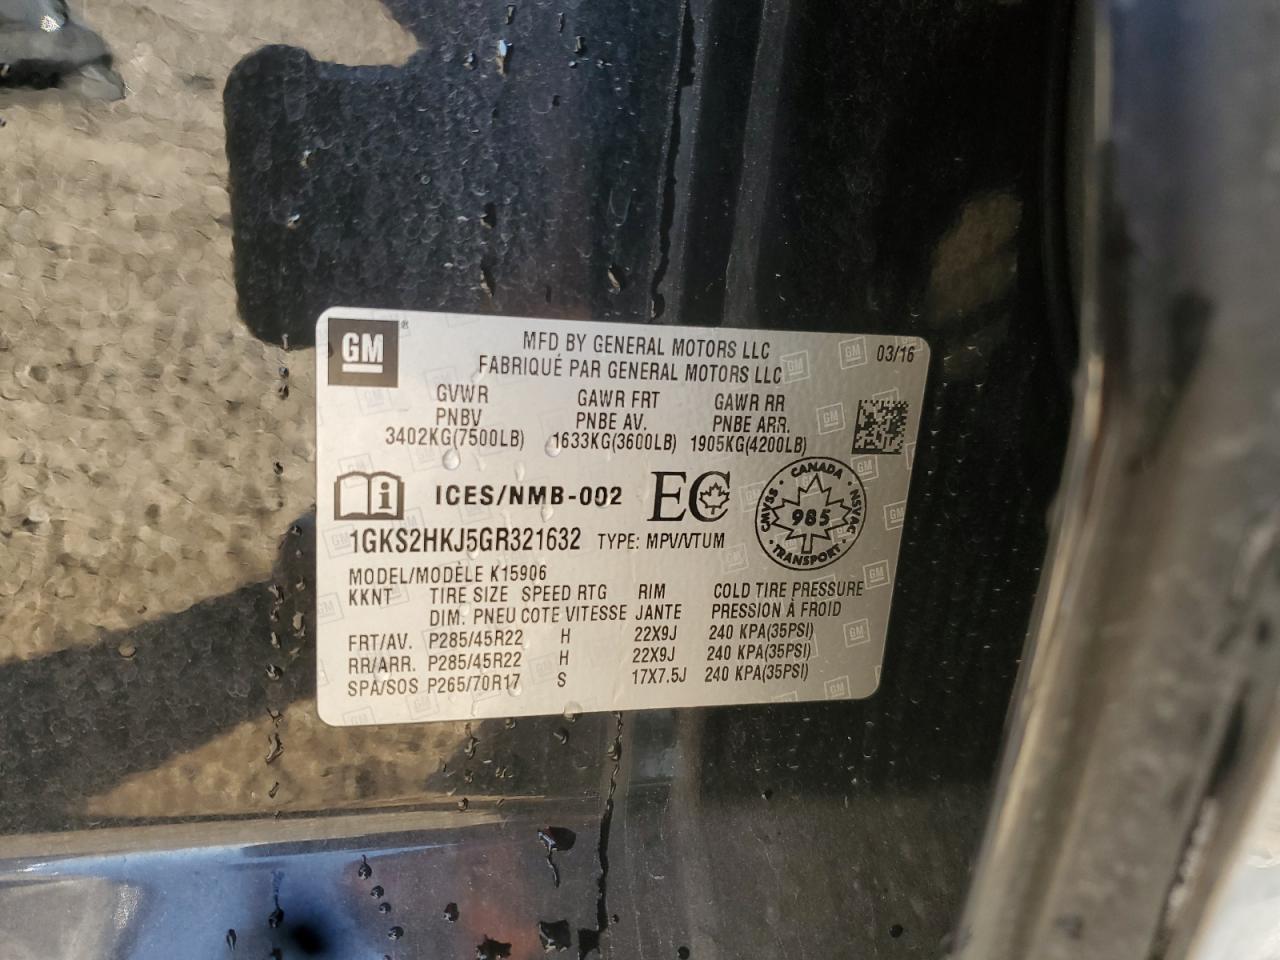 GM®
MFD BY GENERAL MOTORS LLC
FABRIQUÉ PAR GENERAL MOTORS LLC
03/16
GVWR GAWR FRT GAWR RR
PNBV PNBE AV. PNBE ARR.
3402KG(7500LB) 1633KG(3600LB) 1905KG(4200LB)
i ICES/NMB-002 EC
CANADA
CMVSS 985 NSVAC
TRANSPORT
1GKS2HKJ5GR321632 TYPE: MPV/VTUM
MODEL/MODÈLE K15906
KKNT TIRE SIZE SPEED RTG RIM COLD TIRE PRESSURE
DIM. PNEU COTE VITESSE JANTE PRESSION À FROID
FRT/AV. P285/45R22 H 22X9J 240 KPA(35PSI)
RR/ARR. P285/45R22 H 22X9J 240 KPA(35PSI)
SPA/SOS P265/70R17 S 17X7.5J 240 KPA(35PSI)